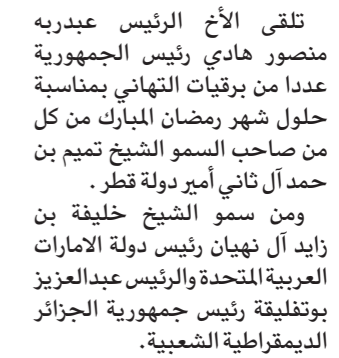 تلقى الأخ الرئيس عبدربه
منصور هادي رئيس الجمهورية
عددا من برقيات التهاني بمناسبة
حلول شهر رمضان المبارك من كل
من صاحب السمو الشيخ تميم بن
حمد آل ثاني أمير دولة قطر .
ومن سمو الشيخ خليفة بن
زايد آل نهيان رئيس دولة الامارات
العربية المتحدة والرئيس عبدالعزيز
بوتفليقة رئيس جمهورية الجزائر
الديمقراطية الشعبية.